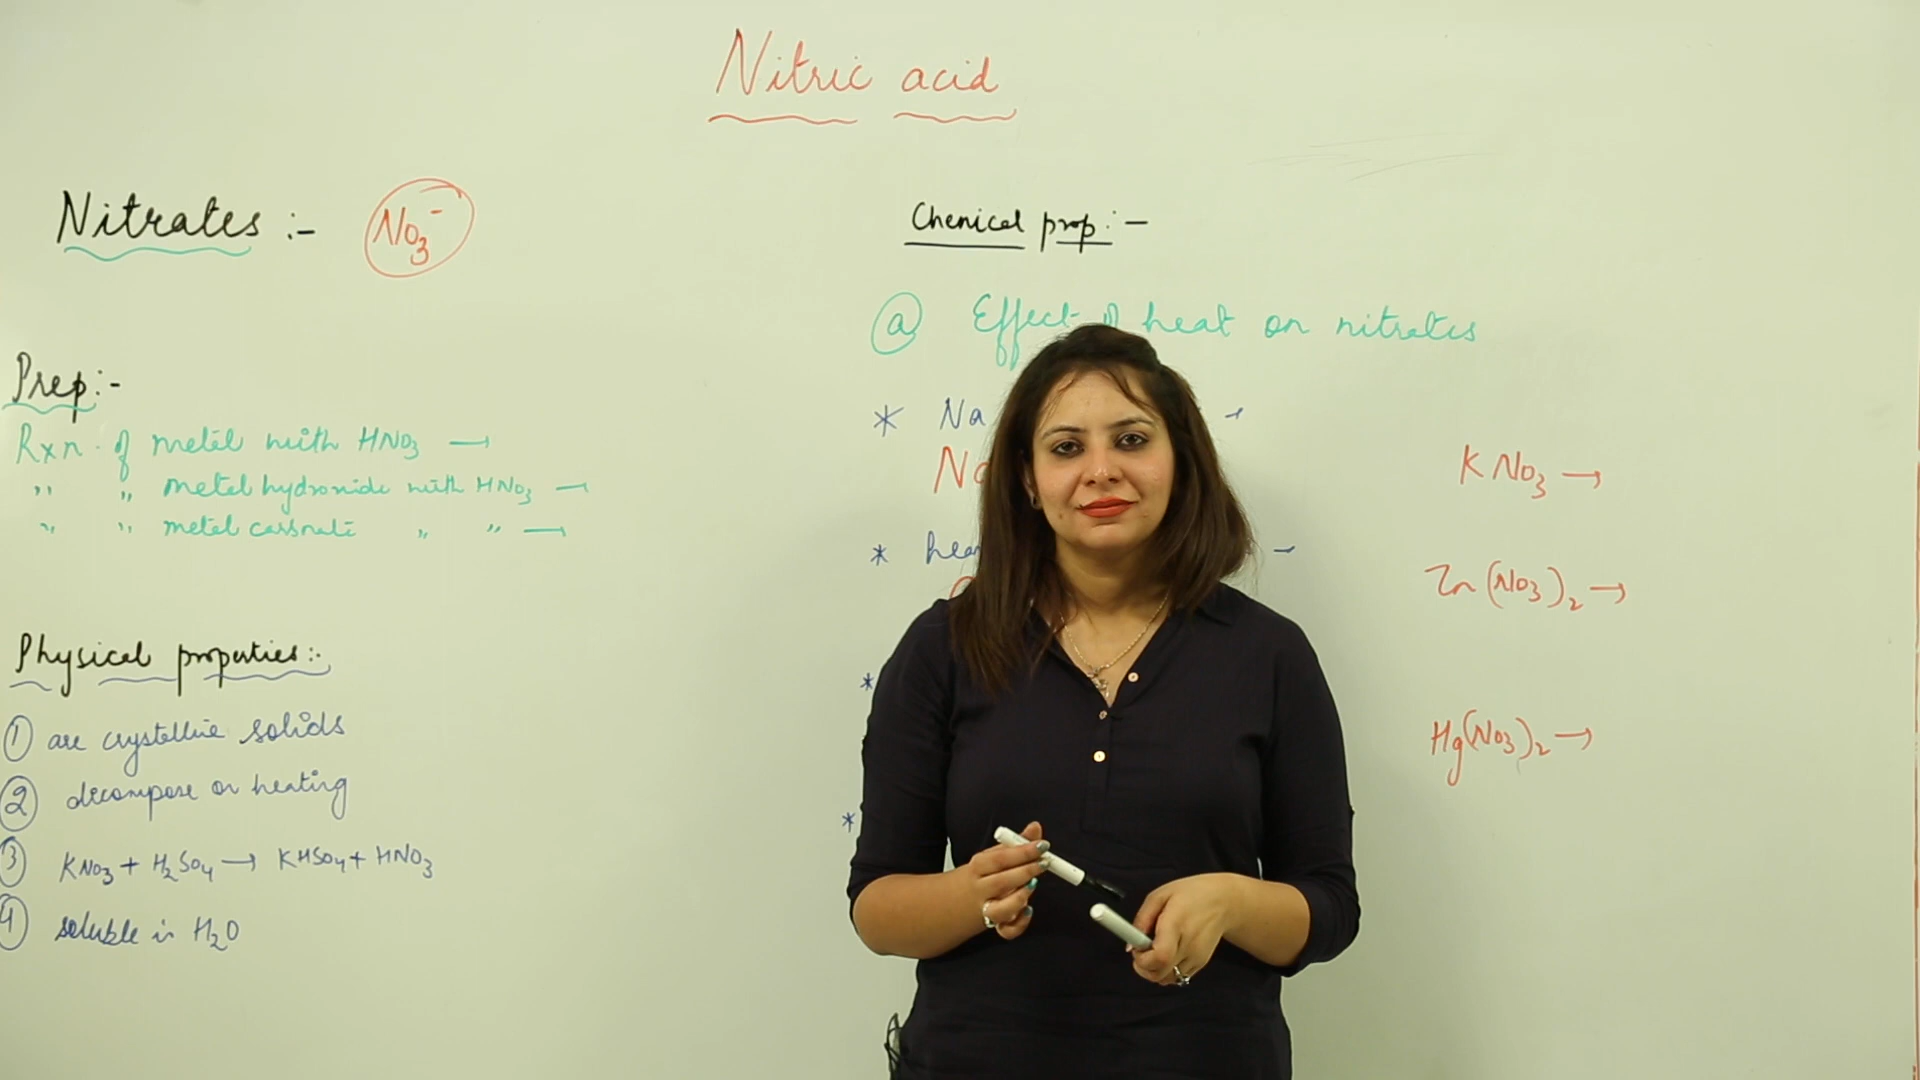 Nitric acid
Nitrates :- NO3-
Prep:-
Rxn. of metal with HNO3 →
" " metal hydroxide with HNO3 →
" " metal carbonate " " →
Physical properties:-
① are crystalline solids
② decompose on heating
③ KNO3 + H2SO4 → KHSO4 + HNO3
④ soluble in H2O
Chemical prop:-
ⓐ Effect of heat on nitrates
* Na -
KNO3 →
* hea -
Zn(NO3)2 →
*
Hg(NO3)2 →
*